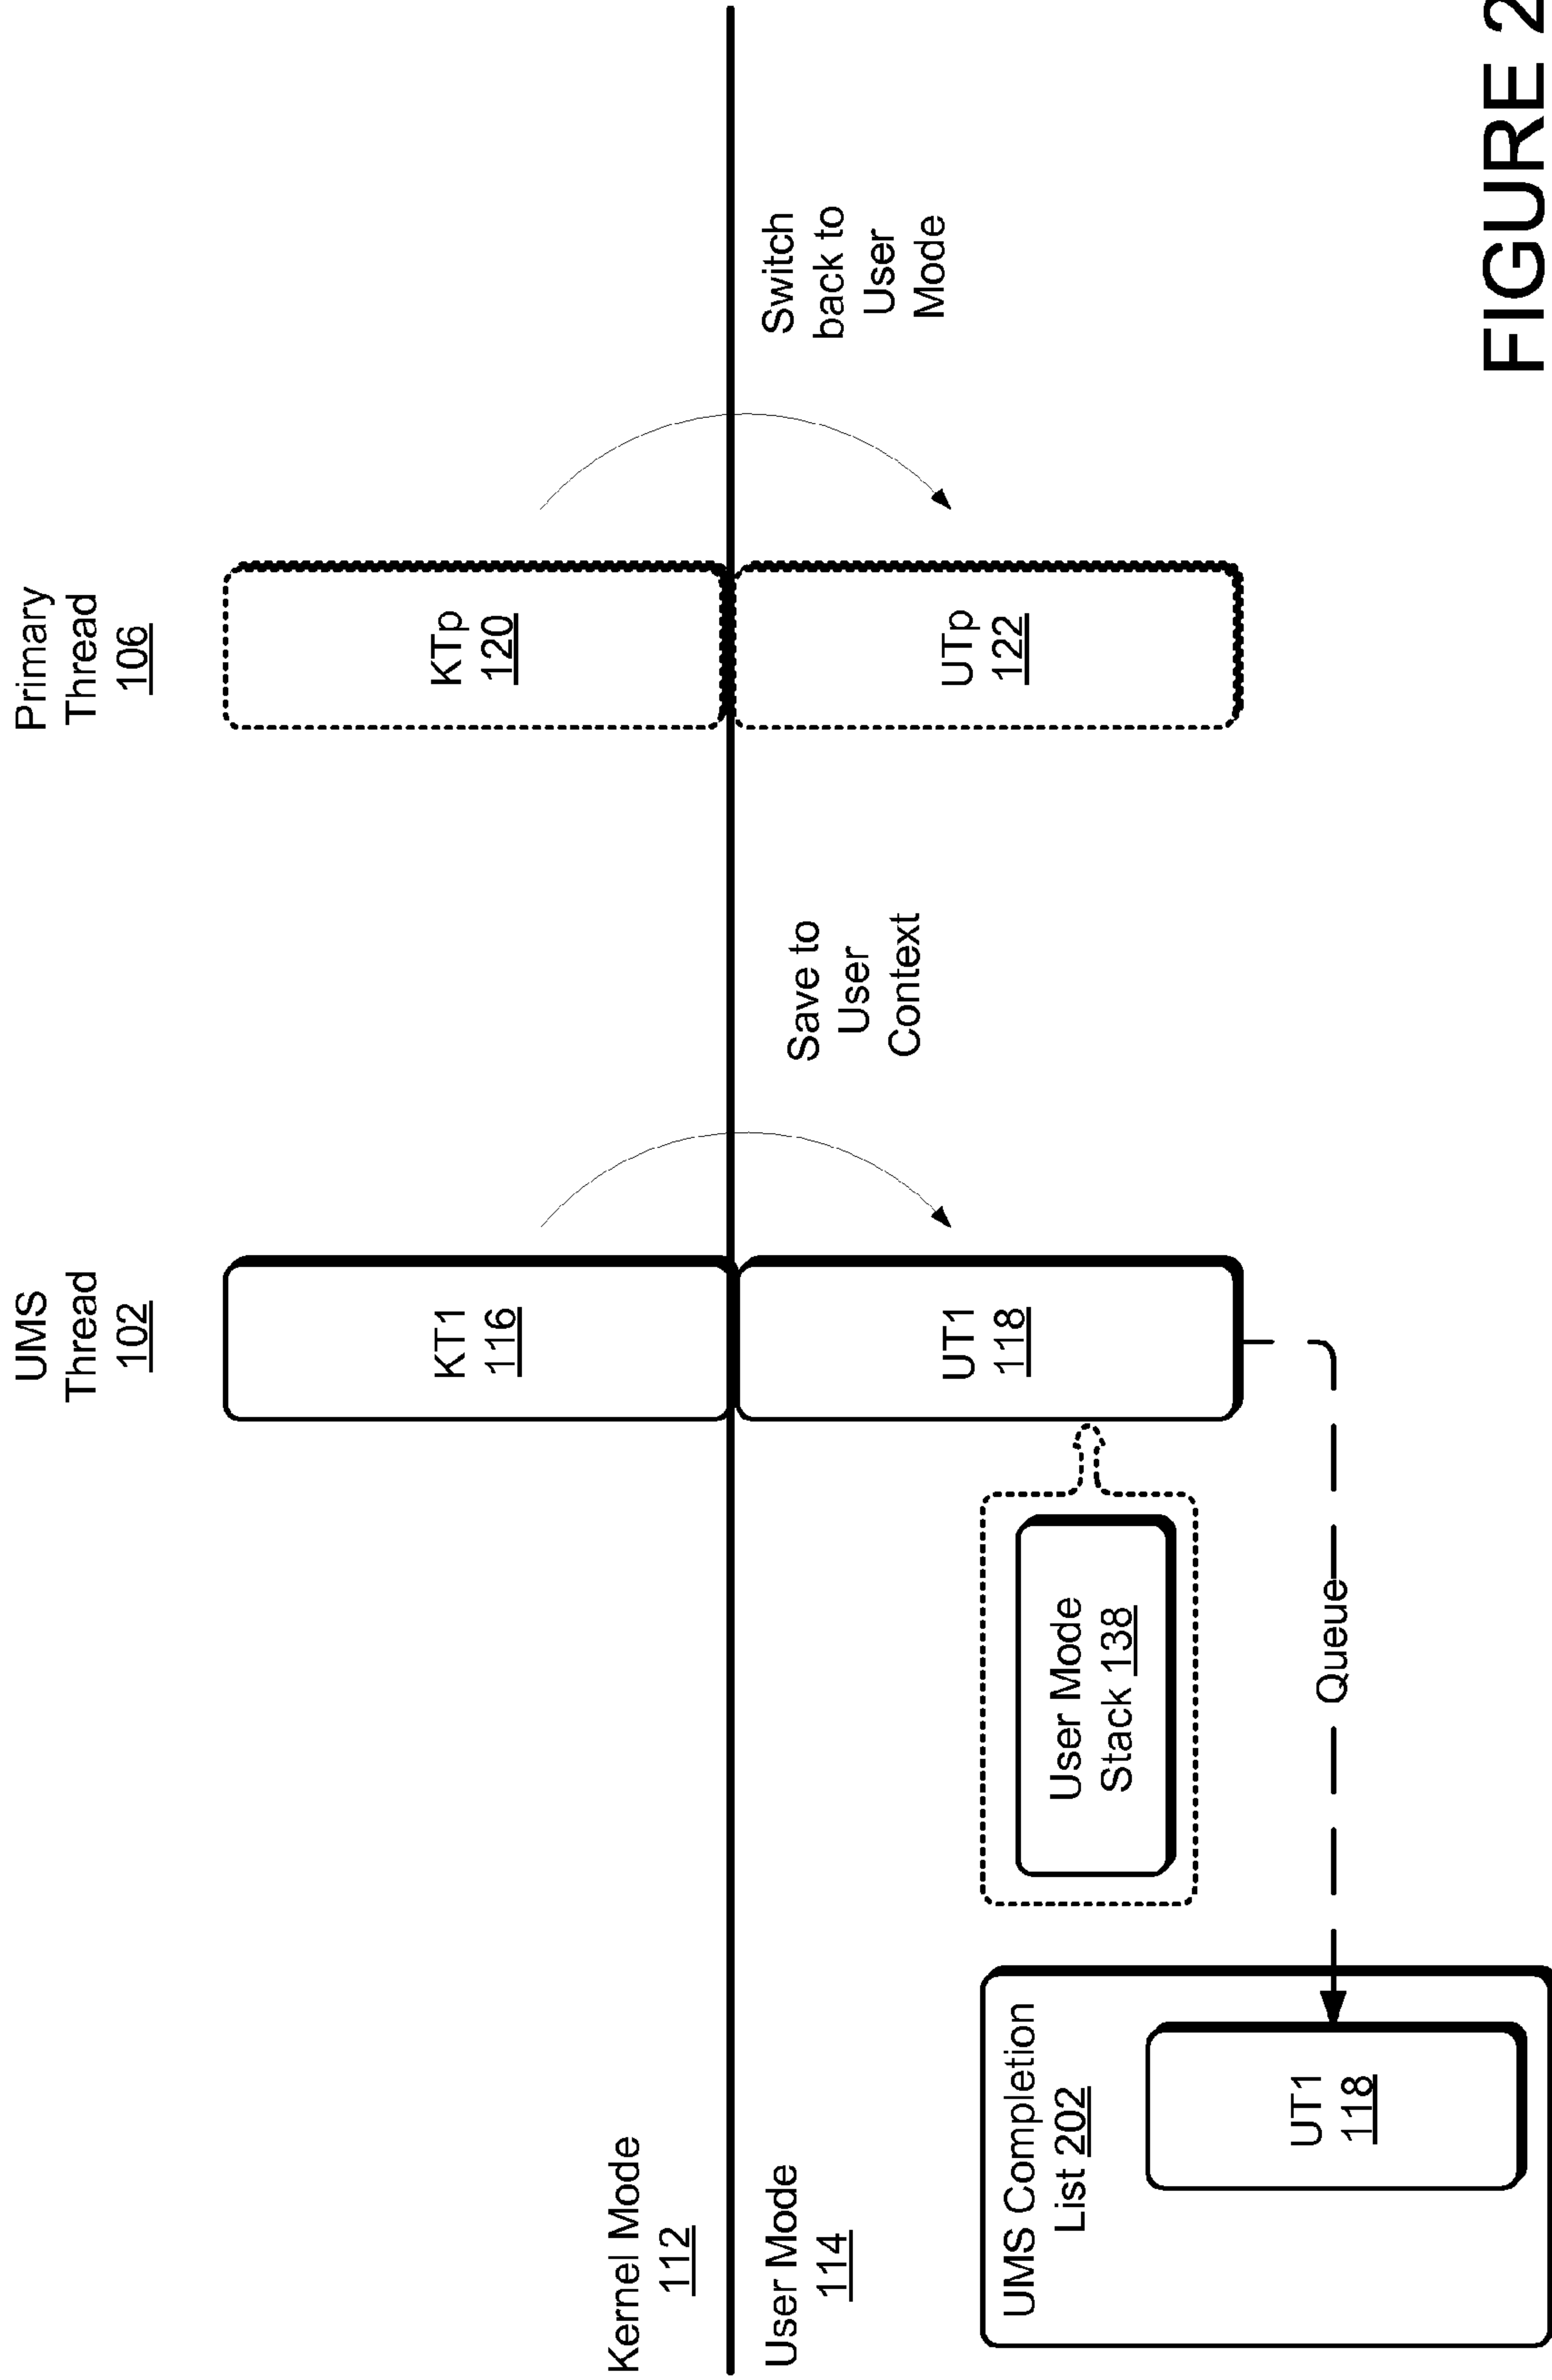 UMS
Thread
102
Primary
Thread
106
KT1
116
KTp
120
Kernel Mode
112
User Mode
114
Save to
User
Context
Switch
back to
User
Mode
UT1
118
UTp
122
User Mode
Stack 138
UMS Completion
List 202
UT1
118
Queue
FIGURE 2